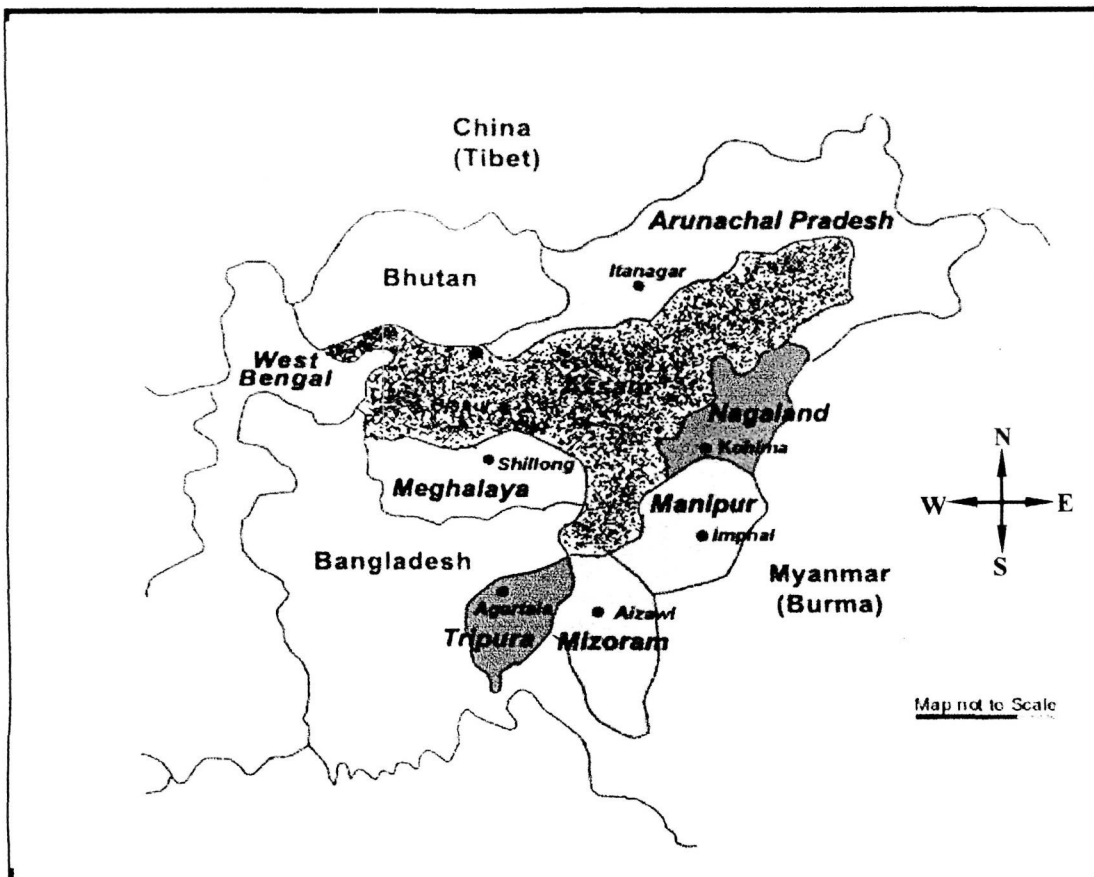 China
(Tibet)
Arunachal Pradesh
Itanagar
Bhutan
West
Bengal
Assam
Nagaland
Kohima
Shillong
Meghalaya
Manipur
Imphal
N
W
E
S
Bangladesh
Myanmar
(Burma)
Agartala
Tripura
Aizawl
Mizoram
Map not to Scale